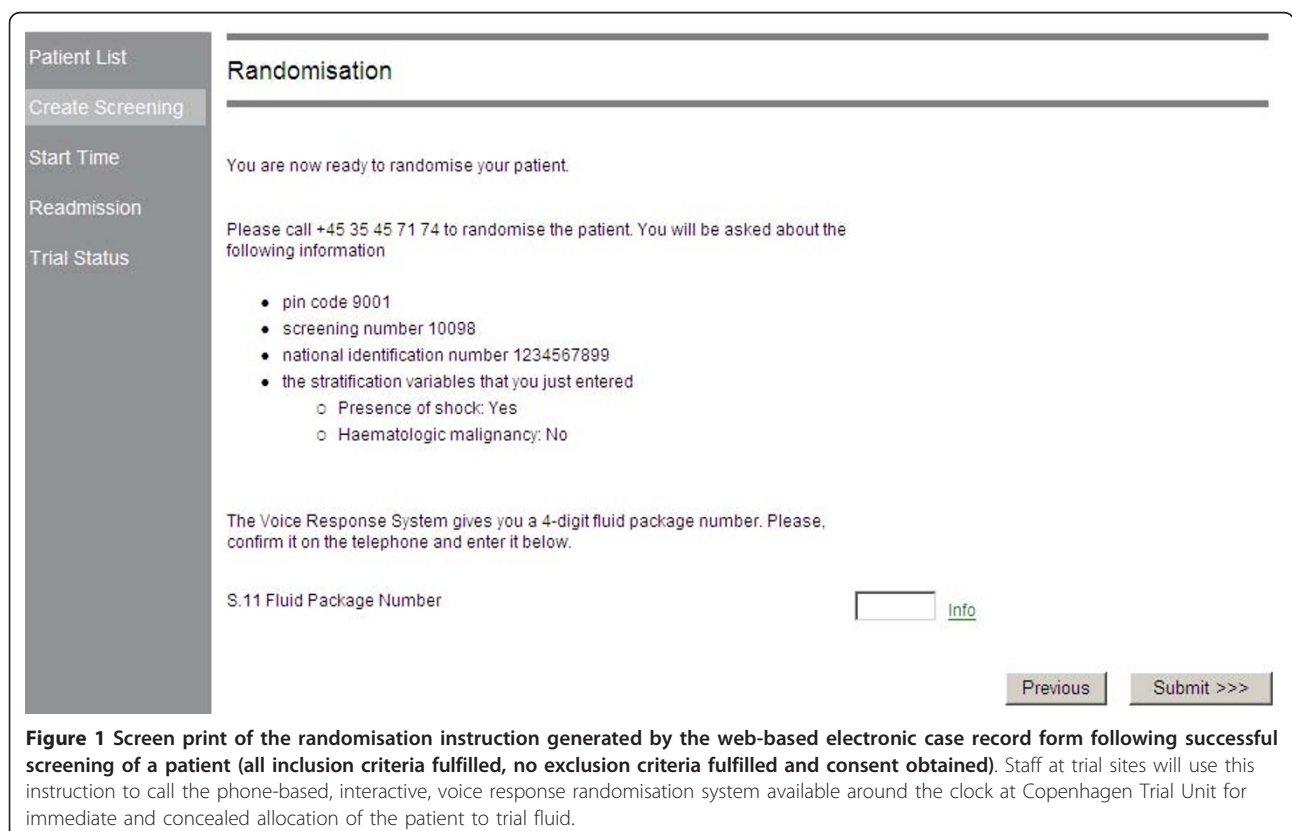 Patient List
Create Screening
Start Time
Readmission
Trial Status
Randomisation
You are now ready to randomise your patient.
Please call +45 35 45 71 74 to randomise the patient. You will be asked about the
following information
• pin code 9001
• screening number 10098
• national identification number 1234567899
• the stratification variables that you just entered
o Presence of shock: Yes
o Haematologic malignancy: No
The Voice Response System gives you a 4-digit fluid package number. Please,
confirm it on the telephone and enter it below.
S.11 Fluid Package Number
Info
Previous
Submit >>>
Figure 1 Screen print of the randomisation instruction generated by the web-based electronic case record form following successful
screening of a patient (all inclusion criteria fulfilled, no exclusion criteria fulfilled and consent obtained). Staff at trial sites will use this
instruction to call the phone-based, interactive, voice response randomisation system available around the clock at Copenhagen Trial Unit for
immediate and concealed allocation of the patient to trial fluid.